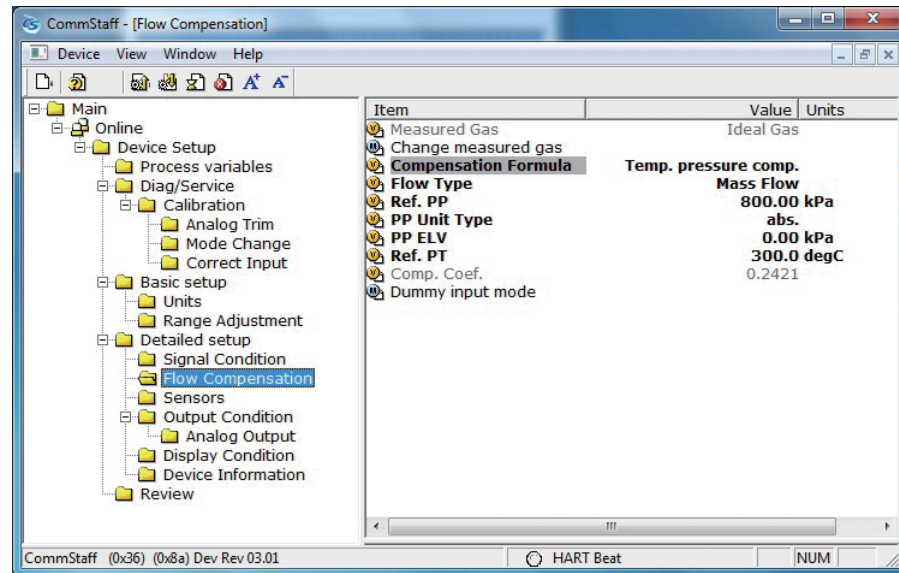 CommStaff - [Flow Compensation]
Device View Window Help
Main
Online
Device Setup
Process variables
Diag/Service
Calibration
Analog Trim
Mode Change
Correct Input
Basic setup
Units
Range Adjustment
Detailed setup
Signal Condition
Flow Compensation
Sensors
Output Condition
Analog Output
Display Condition
Device Information
Review
Item Value Units
Measured Gas Ideal Gas
Change measured gas
Compensation Formula Temp. pressure comp.
Flow Type Mass Flow
Ref. PP 800.00 kPa
PP Unit Type abs.
PP ELV 0.00 kPa
Ref. PT 300.0 degC
Comp. Coef. 0.2421
Dummy input mode
CommStaff (0x36) (0x8a) Dev Rev 03.01 HART Beat NUM